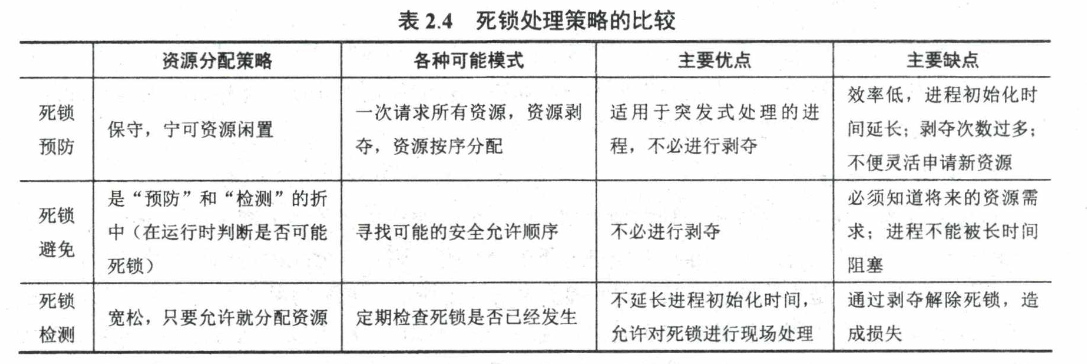 表 2.4 死锁处理策略的比较
资源分配策略 各种可能模式 主要优点 主要缺点
死锁
预防
保守，宁可资源闲置
一次请求所有资源，资源剥
夺，资源按序分配
适用于突发式处理的进
程，不必进行剥夺
效率低，进程初始化时
间延长；剥夺次数过多；
不便灵活申请新资源
死锁
避免
是“预防”和“检测”的折
中（在运行时判断是否可能
死锁）
寻找可能的安全允许顺序
不必进行剥夺
必须知道将来的资源需
求；进程不能被长时间
阻塞
死锁
检测
宽松，只要允许就分配资源
定期检查死锁是否已经发生
不延长进程初始化时间，
允许对死锁进行现场处理
通过剥夺解除死锁，造
成损失